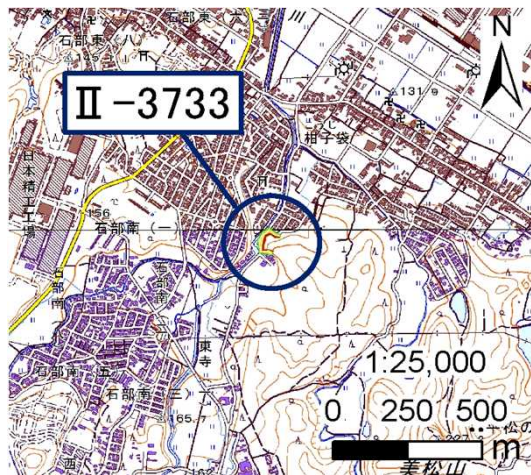 石部東(八)
石部東(六)
N
131.9
Ⅱ-3733
柑子袋
日本精工工場
156
石部南(一)
石部南
東寺
石部南(五)
石部南(三)
165.7
1:25,000
0 250 500
m
美松山